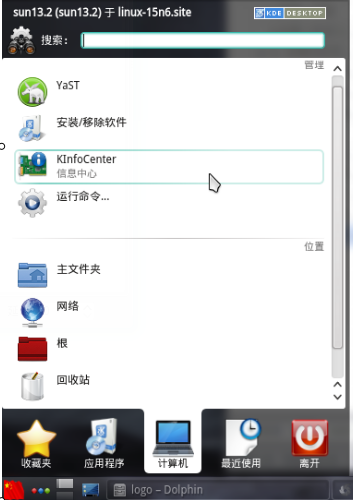 sun13.2 (sun13.2) 于 linux-15n6.site
KDE DESKTOP
搜索:
管理
YaST
安装/移除软件
KInfoCenter
信息中心
运行命令...
位置
主文件夹
网络
根
回收站
收藏夹 应用程序 计算机 最近使用 离开
logo – Dolphin